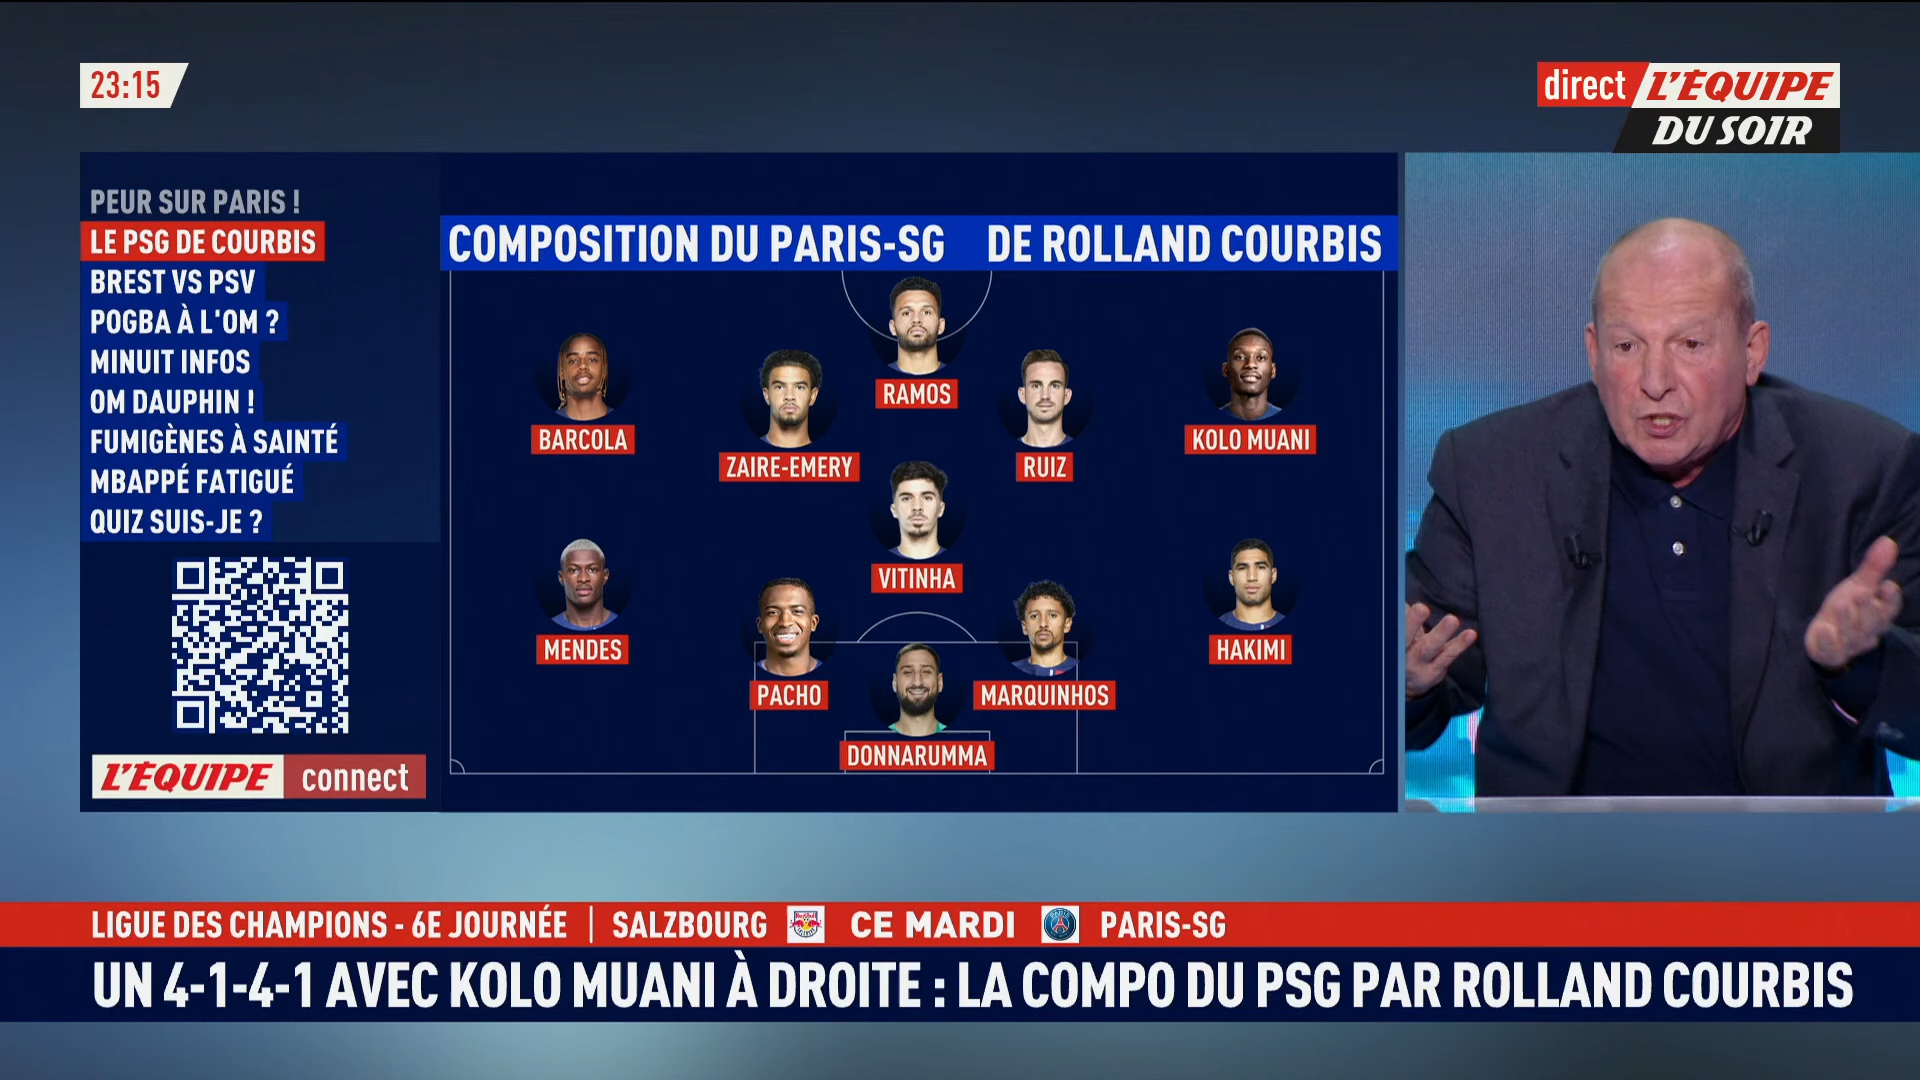 23:15
direct L'ÉQUIPE
DU SOIR
PEUR SUR PARIS !
LE PSG DE COURBIS
BREST VS PSV
POGBA À L'OM ?
MINUIT INFOS
OM DAUPHIN !
FUMIGÈNES À SAINTÉ
MBAPPÉ FATIGUÉ
QUIZ SUIS-JE ?
L'ÉQUIPE connect
COMPOSITION DU PARIS-SG DE ROLLAND COURBIS
RAMOS
BARCOLA
ZAIRE-EMERY
RUIZ
KOLO MUANI
VITINHA
MENDES
HAKIMI
PACHO
MARQUINHOS
DONNARUMMA
LIGUE DES CHAMPIONS - 6E JOURNÉE | SALZBOURG CE MARDI PARIS-SG
UN 4-1-4-1 AVEC KOLO MUANI À DROITE : LA COMPO DU PSG PAR ROLLAND COURBIS